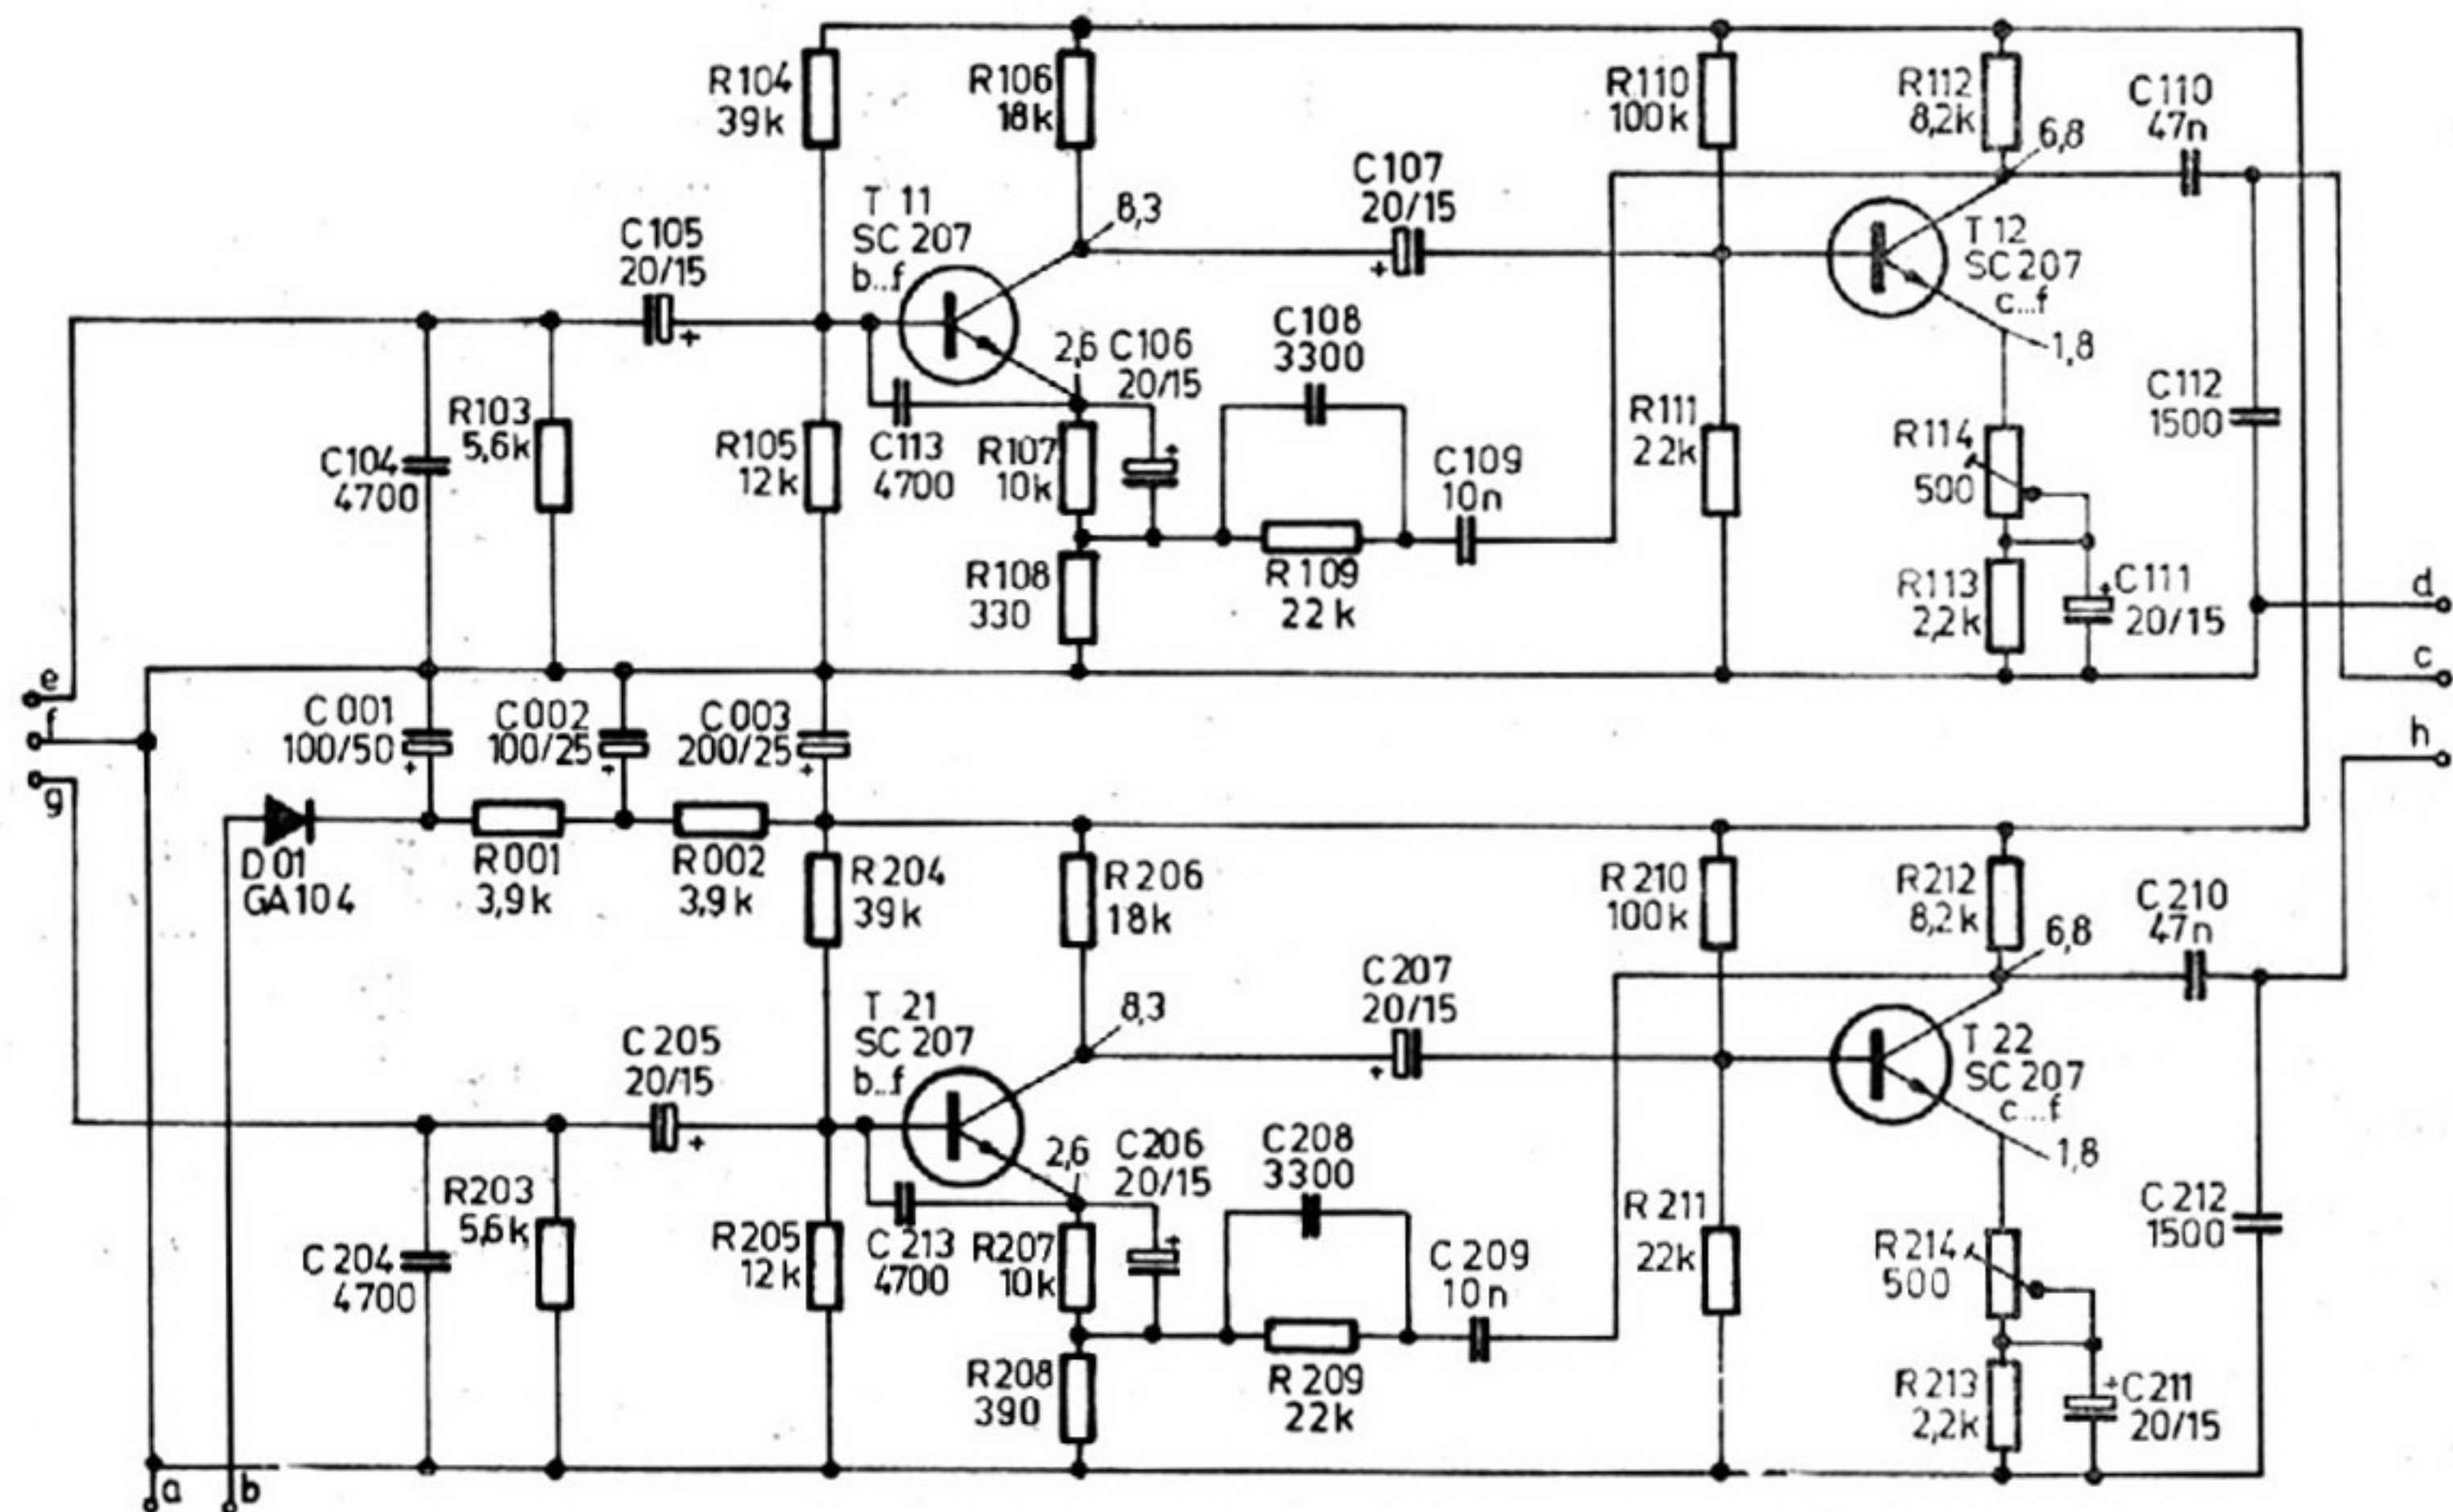 R104
39k
R106
18k
R110
100k
R112
8,2k
6,8
C110
47n
C107
20/15
T 11
SC 207
b...f
8,3
C105
20/15
T 12
SC 207
c...f
1,8
2,6
C106
20/15
C108
3300
C112
1500
R103
5,6k
C104
4700
R105
12k
C113
4700
R107
10k
C109
10n
R111
22k
R114
500
R108
330
R109
22k
R113
2,2k
C111
20/15
d
e
c
f
C 001
100/50
C002
100/25
C003
200/25
h
g
+
D 01
GA104
R 001
3,9k
R 002
3,9k
R 204
39k
R 206
18k
R 210
100k
R212
8,2k
6,8
C 210
47n
C 207
20/15
T 21
SC 207
b...f
8,3
C 205
20/15
T 22
SC 207
c...f
1,8
2,6
C206
20/15
C 208
3300
R203
5,6k
C 204
4700
R205
12k
C 213
4700
R207
10k
C 209
10n
R 211
22k
R 214
500
C 212
1500
R208
390
R 209
22k
R 213
2,2k
C211
20/15
a
b